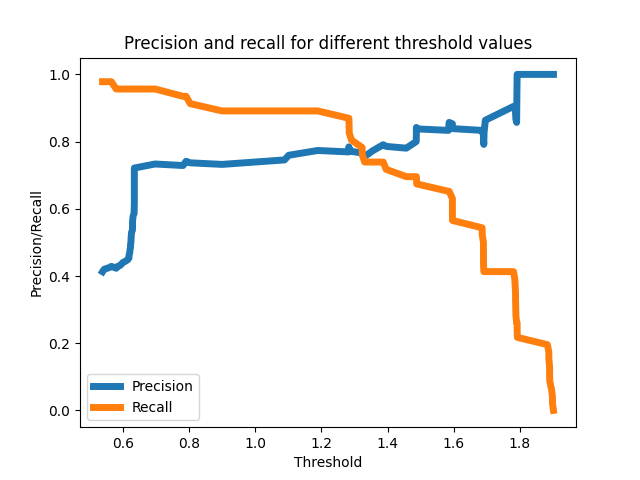 Precision and recall for different threshold values
Precision/Recall
1.0
0.8
0.6
0.4
0.2
0.0
Precision
Recall
0.6 0.8 1.0 1.2 1.4 1.6 1.8
Threshold